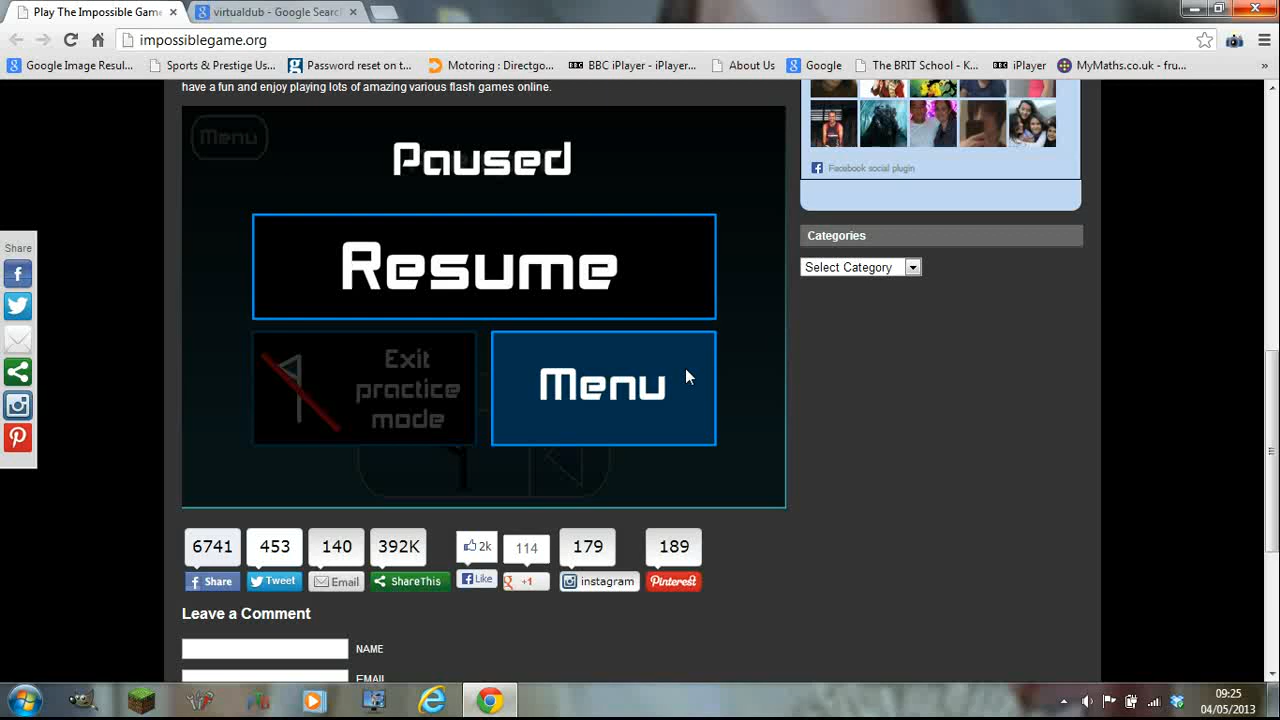 Play The Impossible Game
virtualdub - Google Search
impossiblegame.org
Google Image Resul...
Sports & Prestige Us...
Password reset on t...
Motoring : Directgo...
BBC iPlayer - iPlayer...
About Us
Google
The BRIT School - K...
iPlayer
MyMaths.co.uk - fru...
»
have a fun and enjoy playing lots of amazing various flash games online.
Menu
Paused
Resume
Exit
practice
mode
Menu
Facebook social plugin
Categories
Select Category
Share
6741
453
140
392K
2k
114
179
189
Share
Tweet
Email
ShareThis
Like
+1
instagram
Pinterest
Leave a Comment
NAME
EMAIL
09:25
04/05/2013